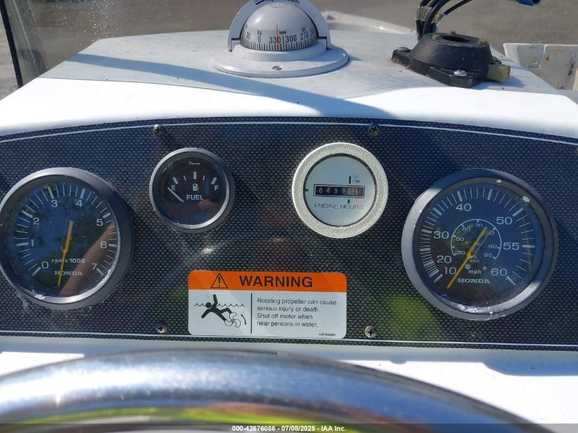 330 300
FUEL
E F
ENGINE HOURS
0 1 2 3 4 5 6 7
RPM x 1000
HONDA
10 20 30 40 50 55 60
mph
HONDA
WARNING
Rotating propeller can cause
serious injury or death.
Shut off motor when
near persons in water.
000-42676086 - 07/08/2025 - IAA Inc.